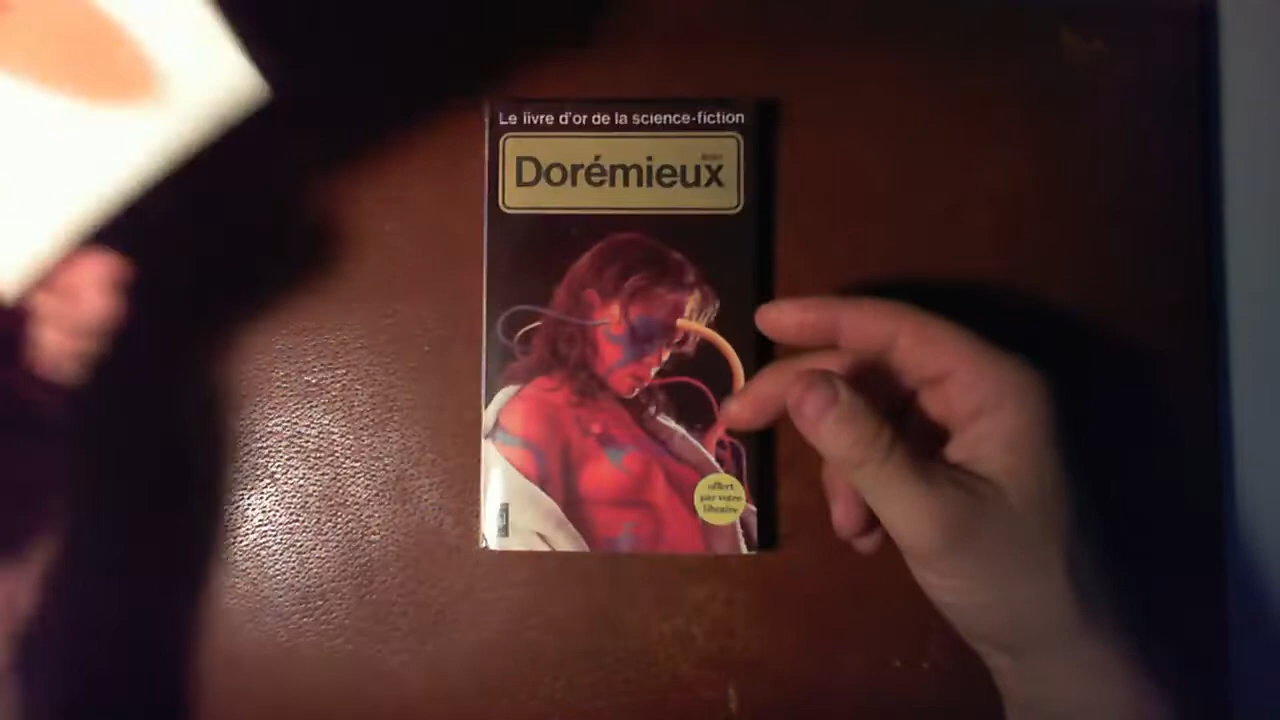 Le livre d'or de la science-fiction
Dorémieux
offert
par votre
libraire